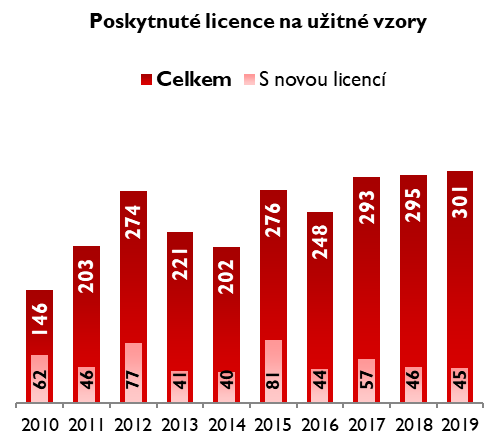 Poskytnuté licence na užitné vzory
Celkem S novou licencí
146 203 274 221 202 276 248 293 295 301
62 46 77 41 40 81 44 57 46 45
2010 2011 2012 2013 2014 2015 2016 2017 2018 2019